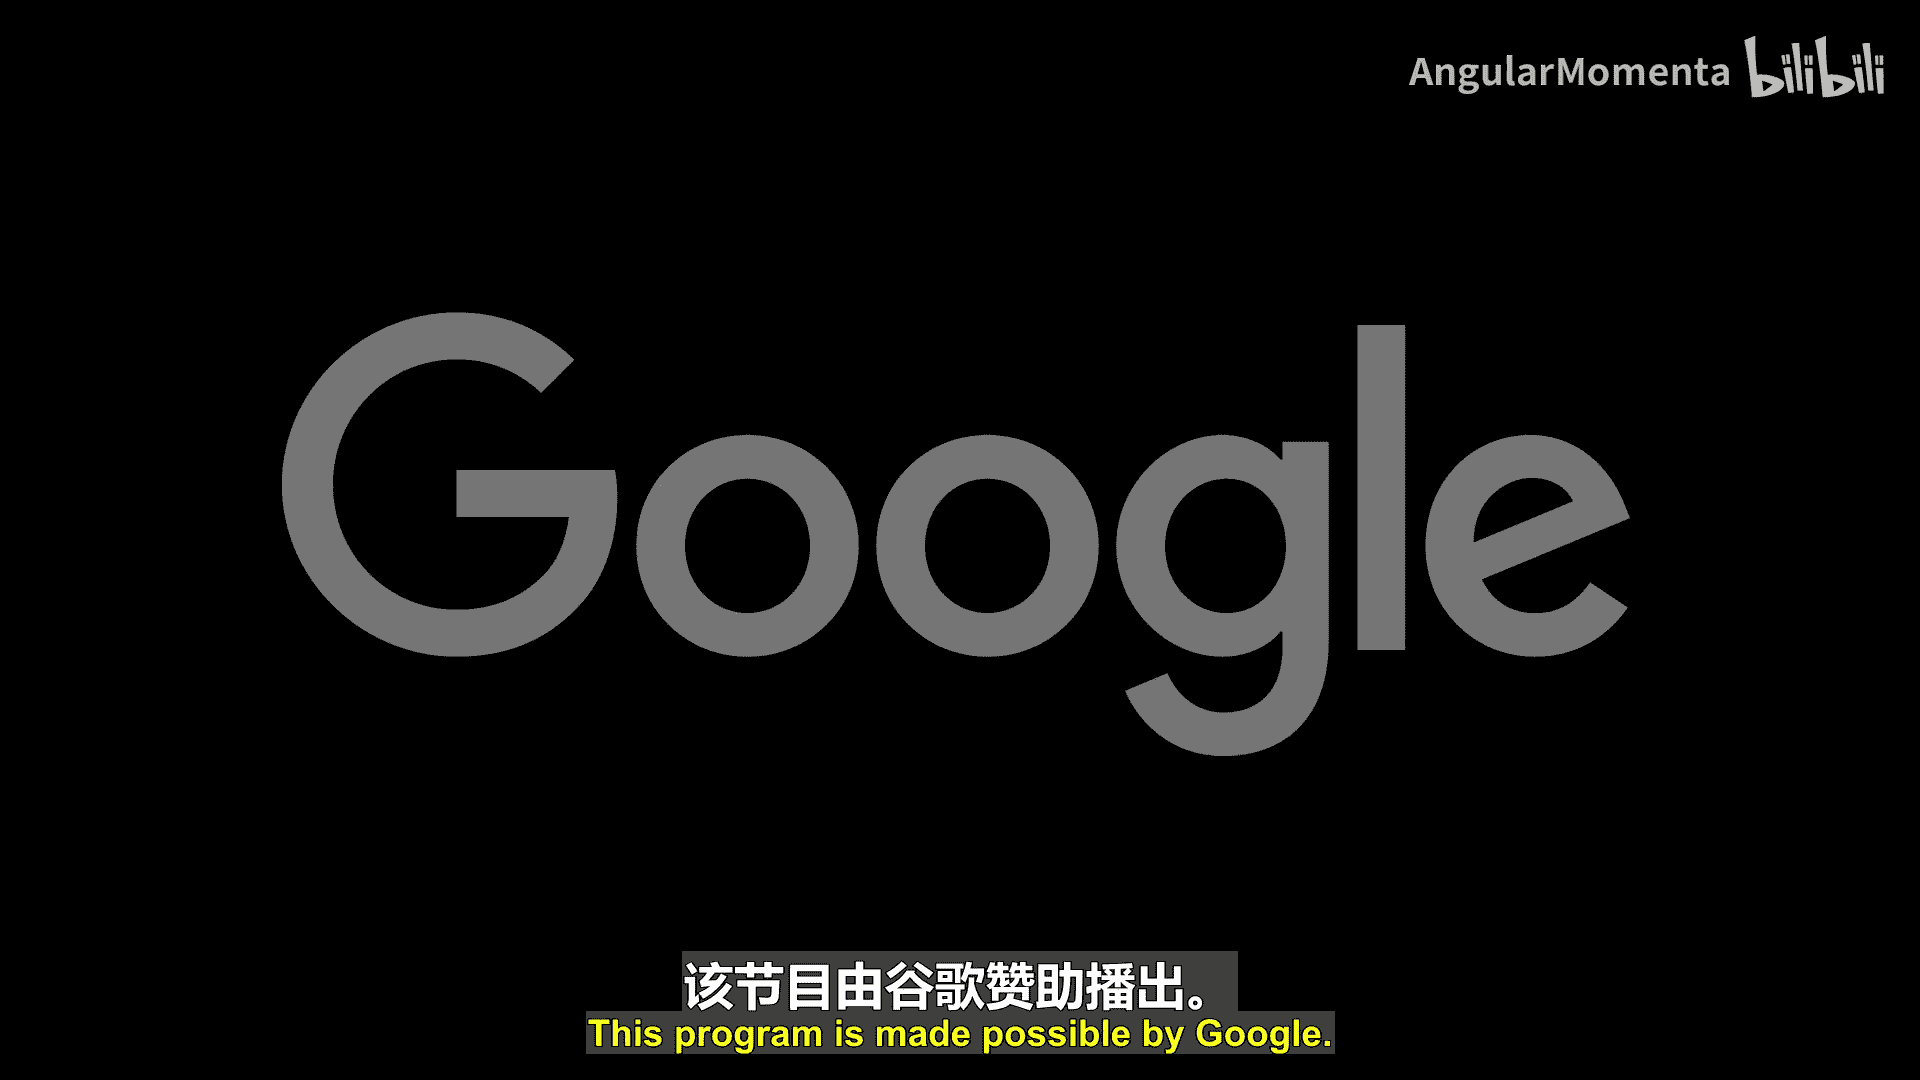 AngularMomenta bilibili
Google
该节目由谷歌赞助播出。
This program is made possible by Google.